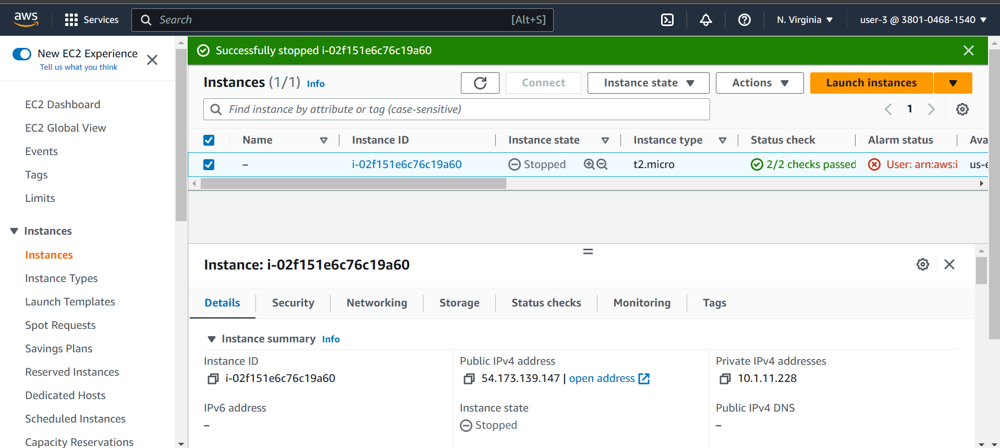 aws
Services
Search [Alt+S]
N. Virginia
user-3 @ 3801-0468-1540
New EC2 Experience
Tell us what you think
EC2 Dashboard
EC2 Global View
Events
Tags
Limits
Instances
Instances
Instance Types
Launch Templates
Spot Requests
Savings Plans
Reserved Instances
Dedicated Hosts
Scheduled Instances
Capacity Reservations
Successfully stopped i-02f151e6c76c19a60
Instances (1/1) Info
Connect
Instance state
Actions
Launch instances
Find instance by attribute or tag (case-sensitive)
1
Name Instance ID Instance state Instance type Status check Alarm status Ava
– i-02f151e6c76c19a60 Stopped t2.micro 2/2 checks passed User: arn:aws:i us-e
Instance: i-02f151e6c76c19a60
Details Security Networking Storage Status checks Monitoring Tags
Instance summary Info
Instance ID
i-02f151e6c76c19a60
Public IPv4 address
54.173.139.147 | open address
Private IPv4 addresses
10.1.11.228
IPv6 address
–
Instance state
Stopped
Public IPv4 DNS
–